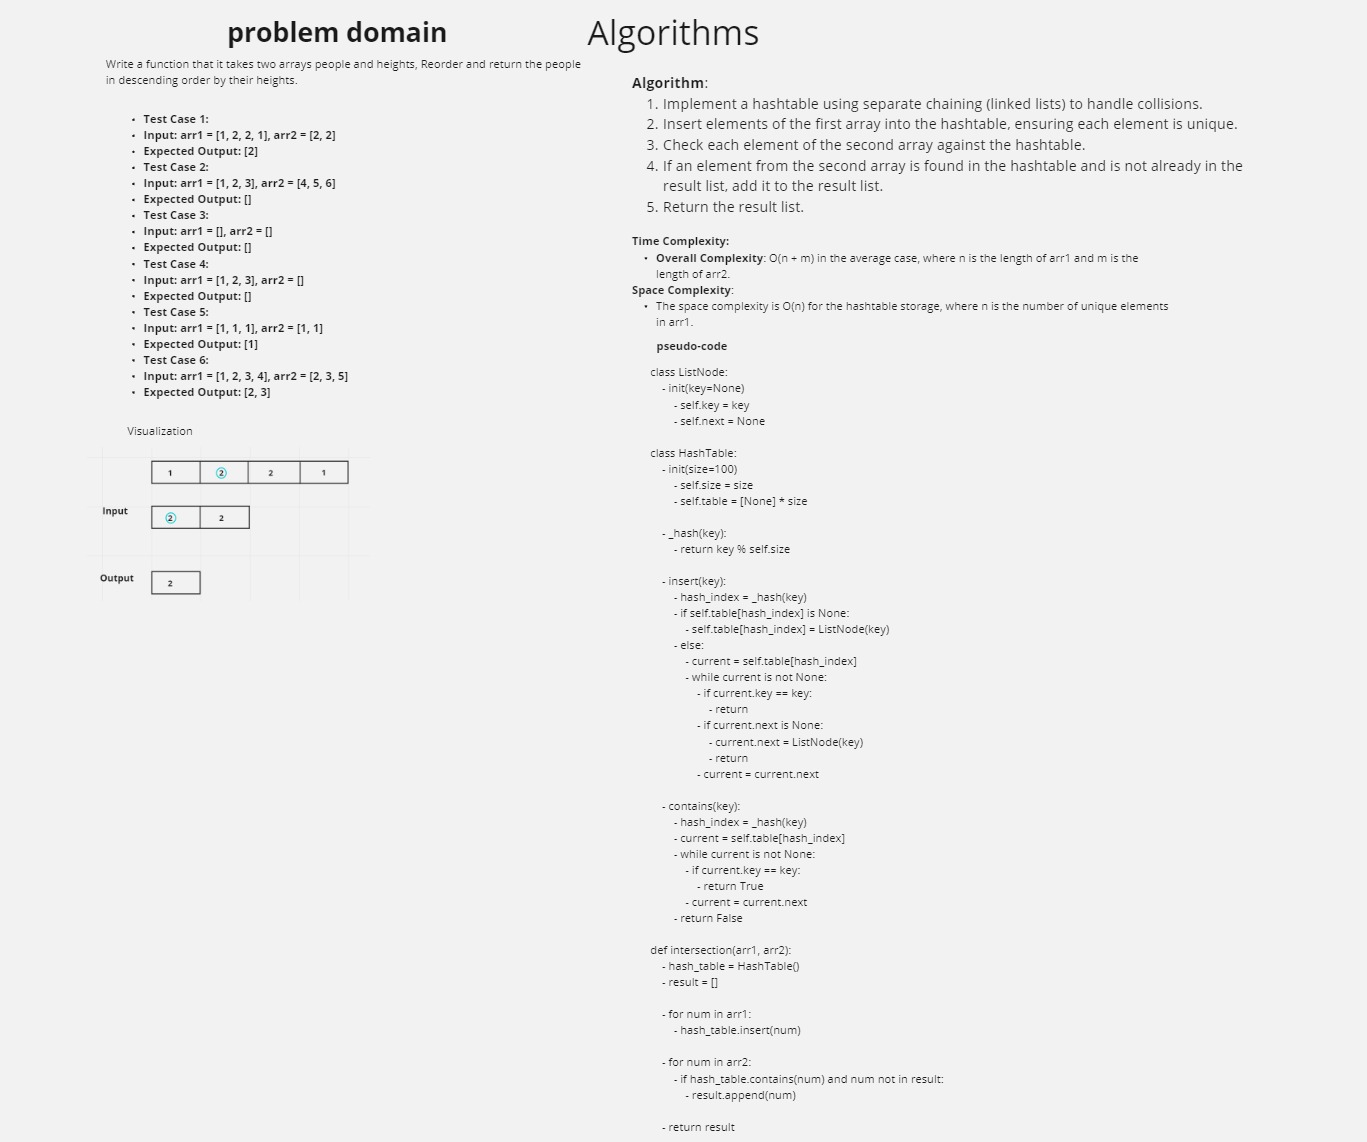 problem domain
Write a function that it takes two arrays people and heights, Reorder and return the people
in descending order by their heights.
• Test Case 1:
• Input: arr1 = [1, 2, 2, 1], arr2 = [2, 2]
• Expected Output: [2]
• Test Case 2:
• Input: arr1 = [1, 2, 3], arr2 = [4, 5, 6]
• Expected Output: []
• Test Case 3:
• Input: arr1 = [], arr2 = []
• Expected Output: []
• Test Case 4:
• Input: arr1 = [1, 2, 3], arr2 = []
• Expected Output: []
• Test Case 5:
• Input: arr1 = [1, 1, 1], arr2 = [1, 1]
• Expected Output: [1]
• Test Case 6:
• Input: arr1 = [1, 2, 3, 4], arr2 = [2, 3, 5]
• Expected Output: [2, 3]
Visualization
1 2 2 1
Input 2 2
Output 2
Algorithms
Algorithm:
1. Implement a hashtable using separate chaining (linked lists) to handle collisions.
2. Insert elements of the first array into the hashtable, ensuring each element is unique.
3. Check each element of the second array against the hashtable.
4. If an element from the second array is found in the hashtable and is not already in the
result list, add it to the result list.
5. Return the result list.
Time Complexity:
• Overall Complexity: O(n + m) in the average case, where n is the length of arr1 and m is the
length of arr2.
Space Complexity:
• The space complexity is O(n) for the hashtable storage, where n is the number of unique elements
in arr1.
pseudo-code
class ListNode:
- init(key=None)
- self.key = key
- self.next = None
class HashTable:
- init(size=100)
- self.size = size
- self.table = [None] * size
- _hash(key):
- return key % self.size
- insert(key):
- hash_index = _hash(key)
- if self.table[hash_index] is None:
- self.table[hash_index] = ListNode(key)
- else:
- current = self.table[hash_index]
- while current is not None:
- if current.key == key:
- return
- if current.next is None:
- current.next = ListNode(key)
- return
- current = current.next
- contains(key):
- hash_index = _hash(key)
- current = self.table[hash_index]
- while current is not None:
- if current.key == key:
- return True
- current = current.next
- return False
def intersection(arr1, arr2):
- hash_table = HashTable()
- result = []
- for num in arr1:
- hash_table.insert(num)
- for num in arr2:
- if hash_table.contains(num) and num not in result:
- result.append(num)
- return result